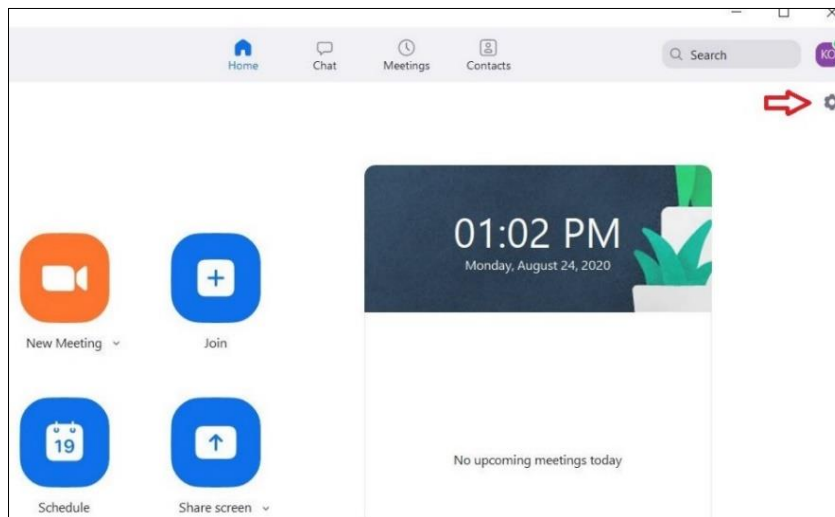 Home
Chat
Meetings
Contacts
Search
KO
01:02 PM
Monday, August 24, 2020
New Meeting
Join
19
Schedule
Share screen
No upcoming meetings today